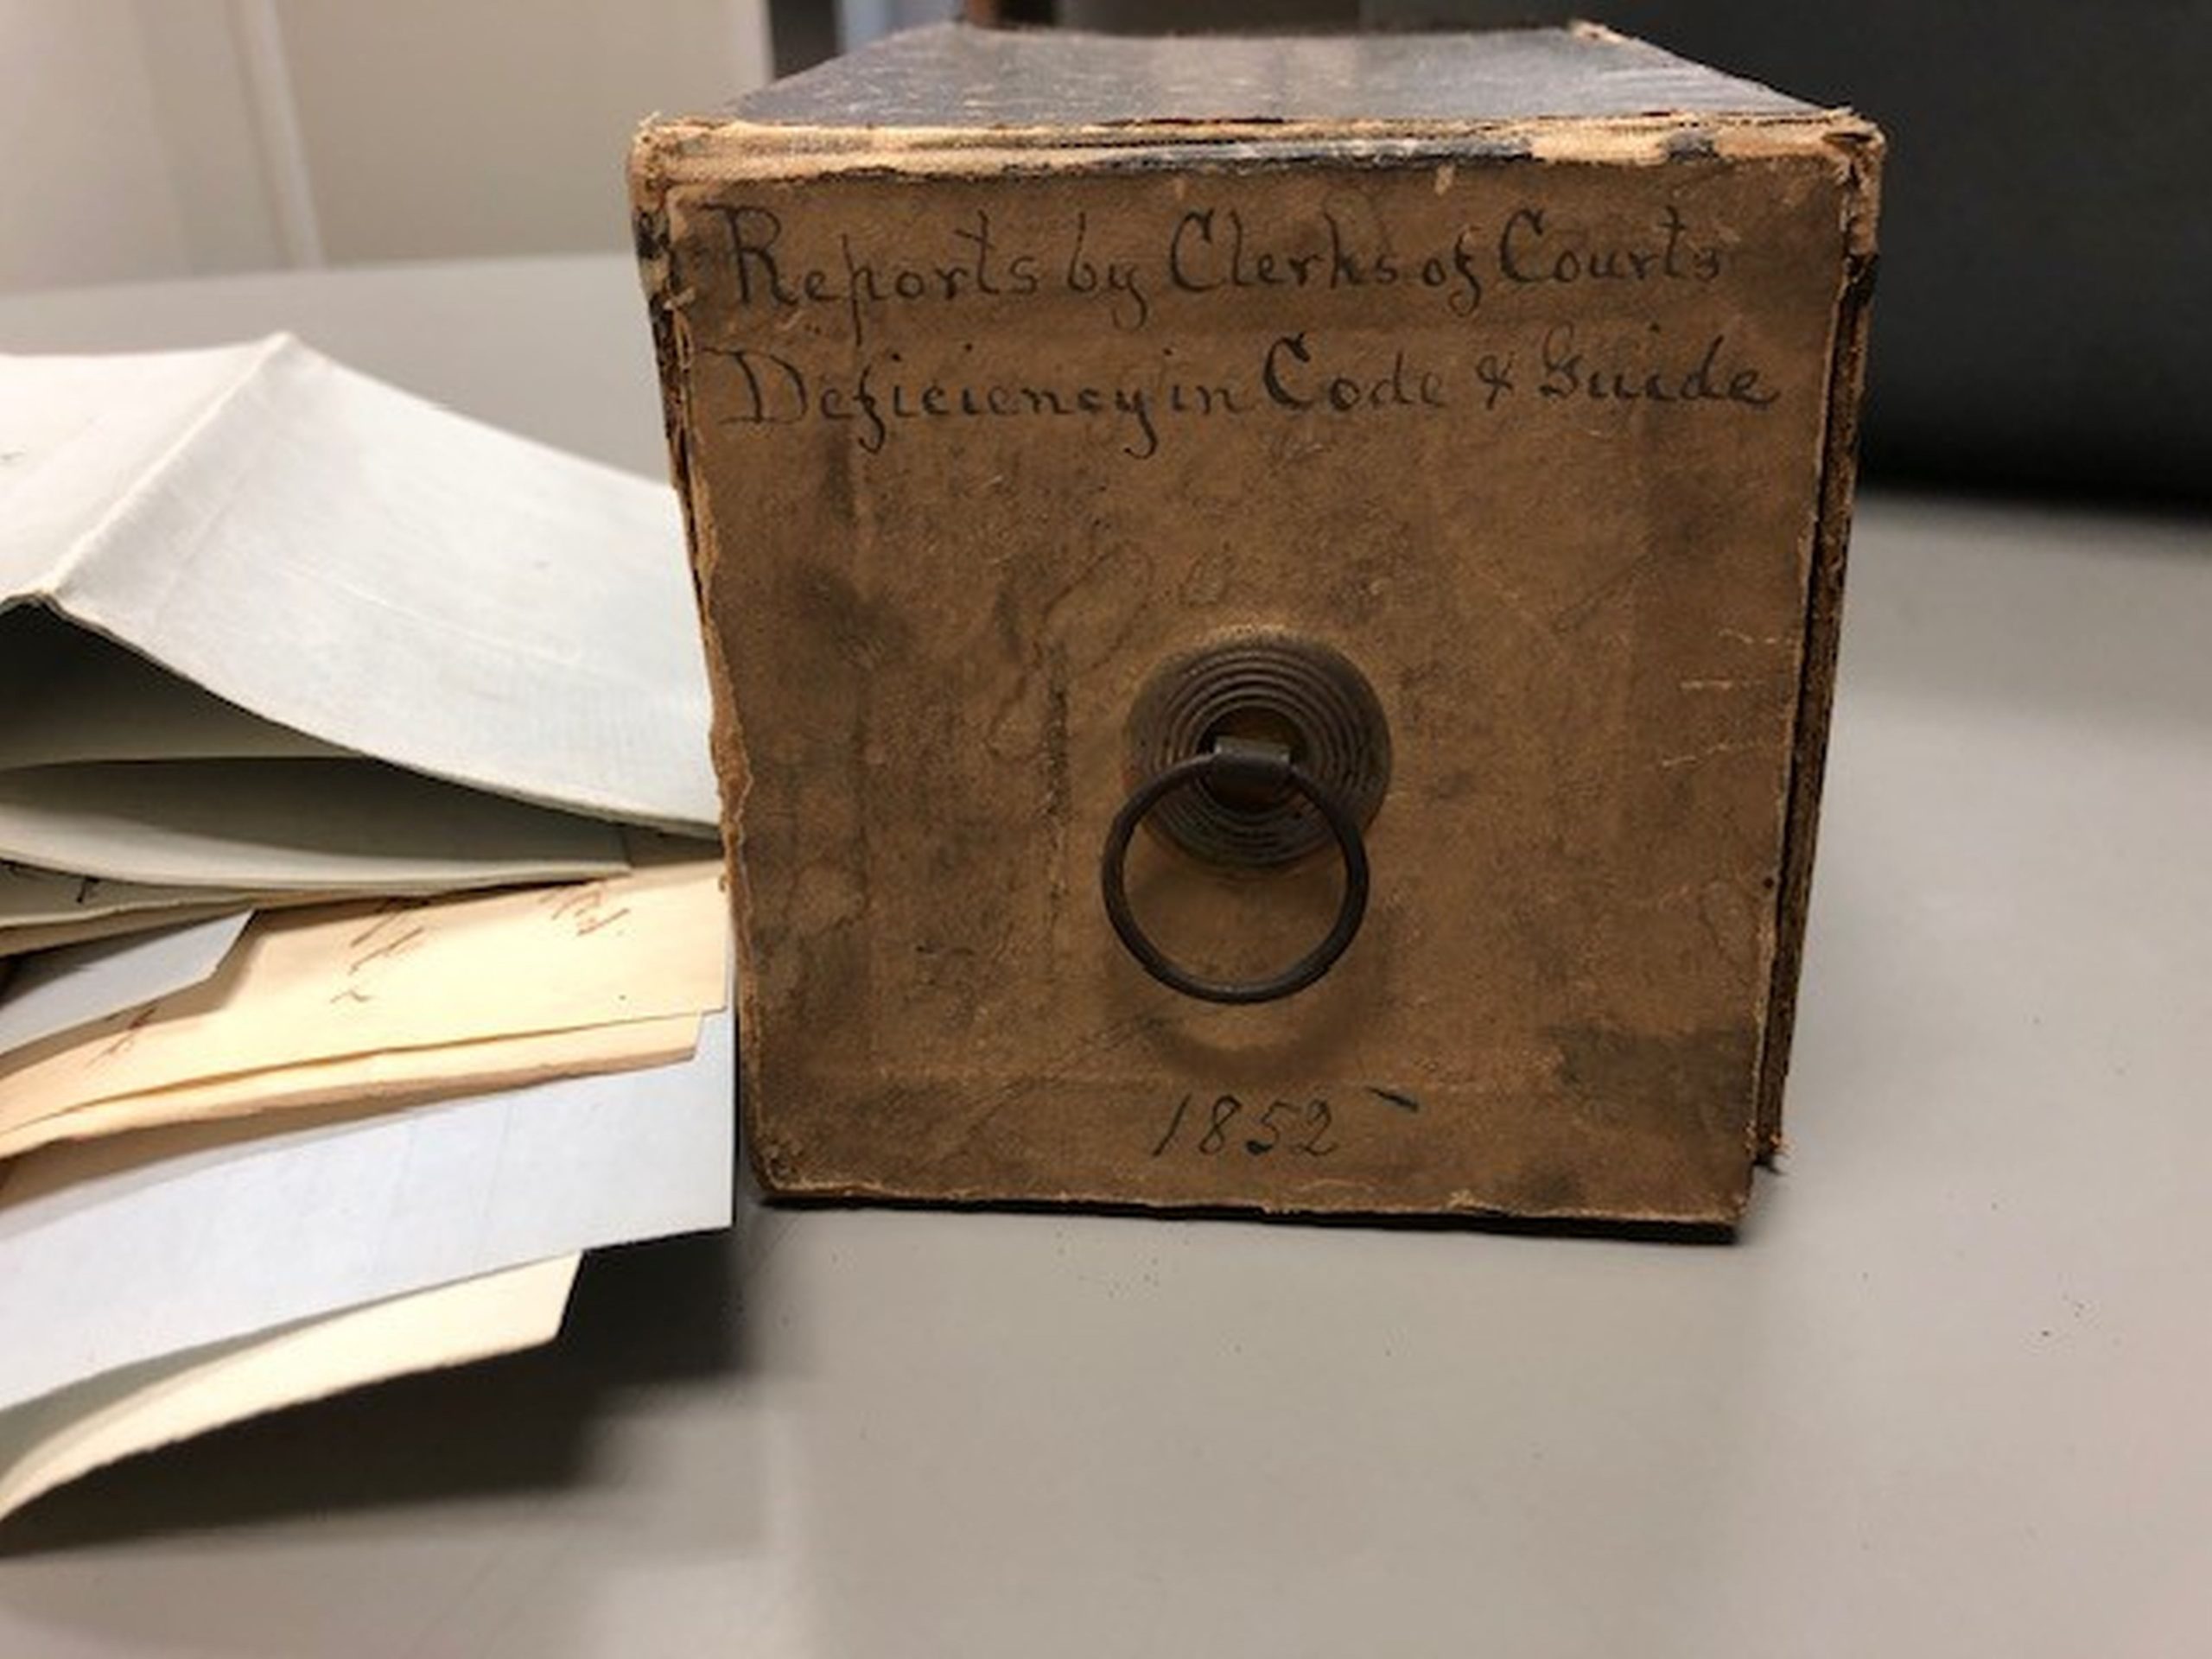 Reports by Clerks of Courts
Deficiency in Code & Guide
1852